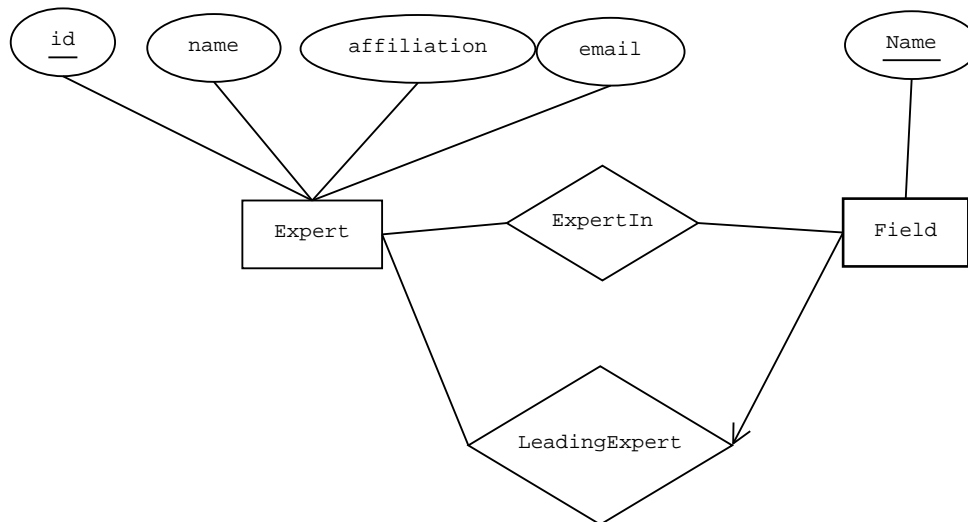 id
name
affiliation
email
Name
Expert
ExpertIn
Field
LeadingExpert